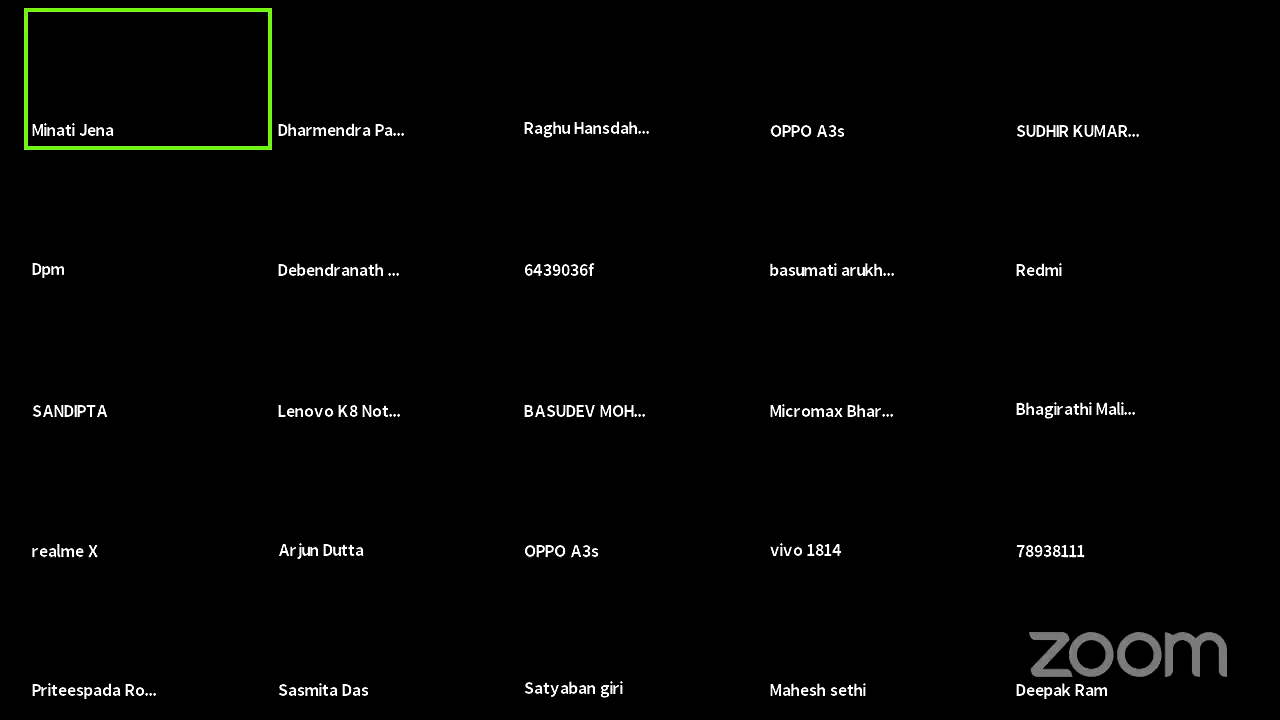 Minati Jena
Dharmendra Pa...
Raghu Hansdah...
OPPO A3s
SUDHIR KUMAR...
Dpm
Debendranath ...
6439036f
basumati arukh...
Redmi
SANDIPTA
Lenovo K8 Not...
BASUDEV MOH...
Micromax Bhar...
Bhagirathi Mali...
realme X
Arjun Dutta
OPPO A3s
vivo 1814
78938111
zoom
Priteespada Ro...
Sasmita Das
Satyaban giri
Mahesh sethi
Deepak Ram